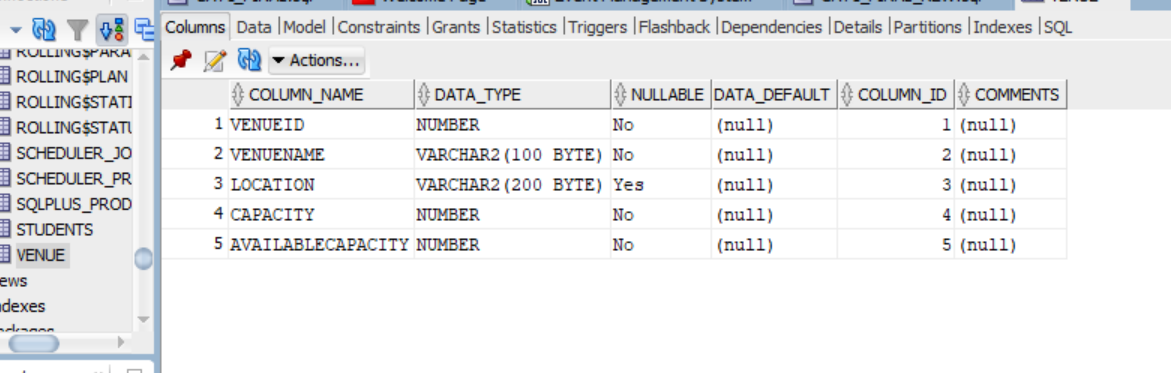 Columns Data |Model |Constraints |Grants |Statistics |Triggers |Flashback |Dependencies |Details |Partitions |Indexes |SQL
Actions...
COLUMN_NAME DATA_TYPE NULLABLE DATA_DEFAULT COLUMN_ID COMMENTS
1 VENUEID NUMBER No (null) 1 (null)
2 VENUENAME VARCHAR2(100 BYTE) No (null) 2 (null)
3 LOCATION VARCHAR2(200 BYTE) Yes (null) 3 (null)
4 CAPACITY NUMBER No (null) 4 (null)
5 AVAILABLECAPACITY NUMBER No (null) 5 (null)
ROLLING$PARA
ROLLING$PLAN
ROLLING$STATI
ROLLING$STATU
SCHEDULER_JO
SCHEDULER_PR
SQLPLUS_PROD
STUDENTS
VENUE
ews
ndexes